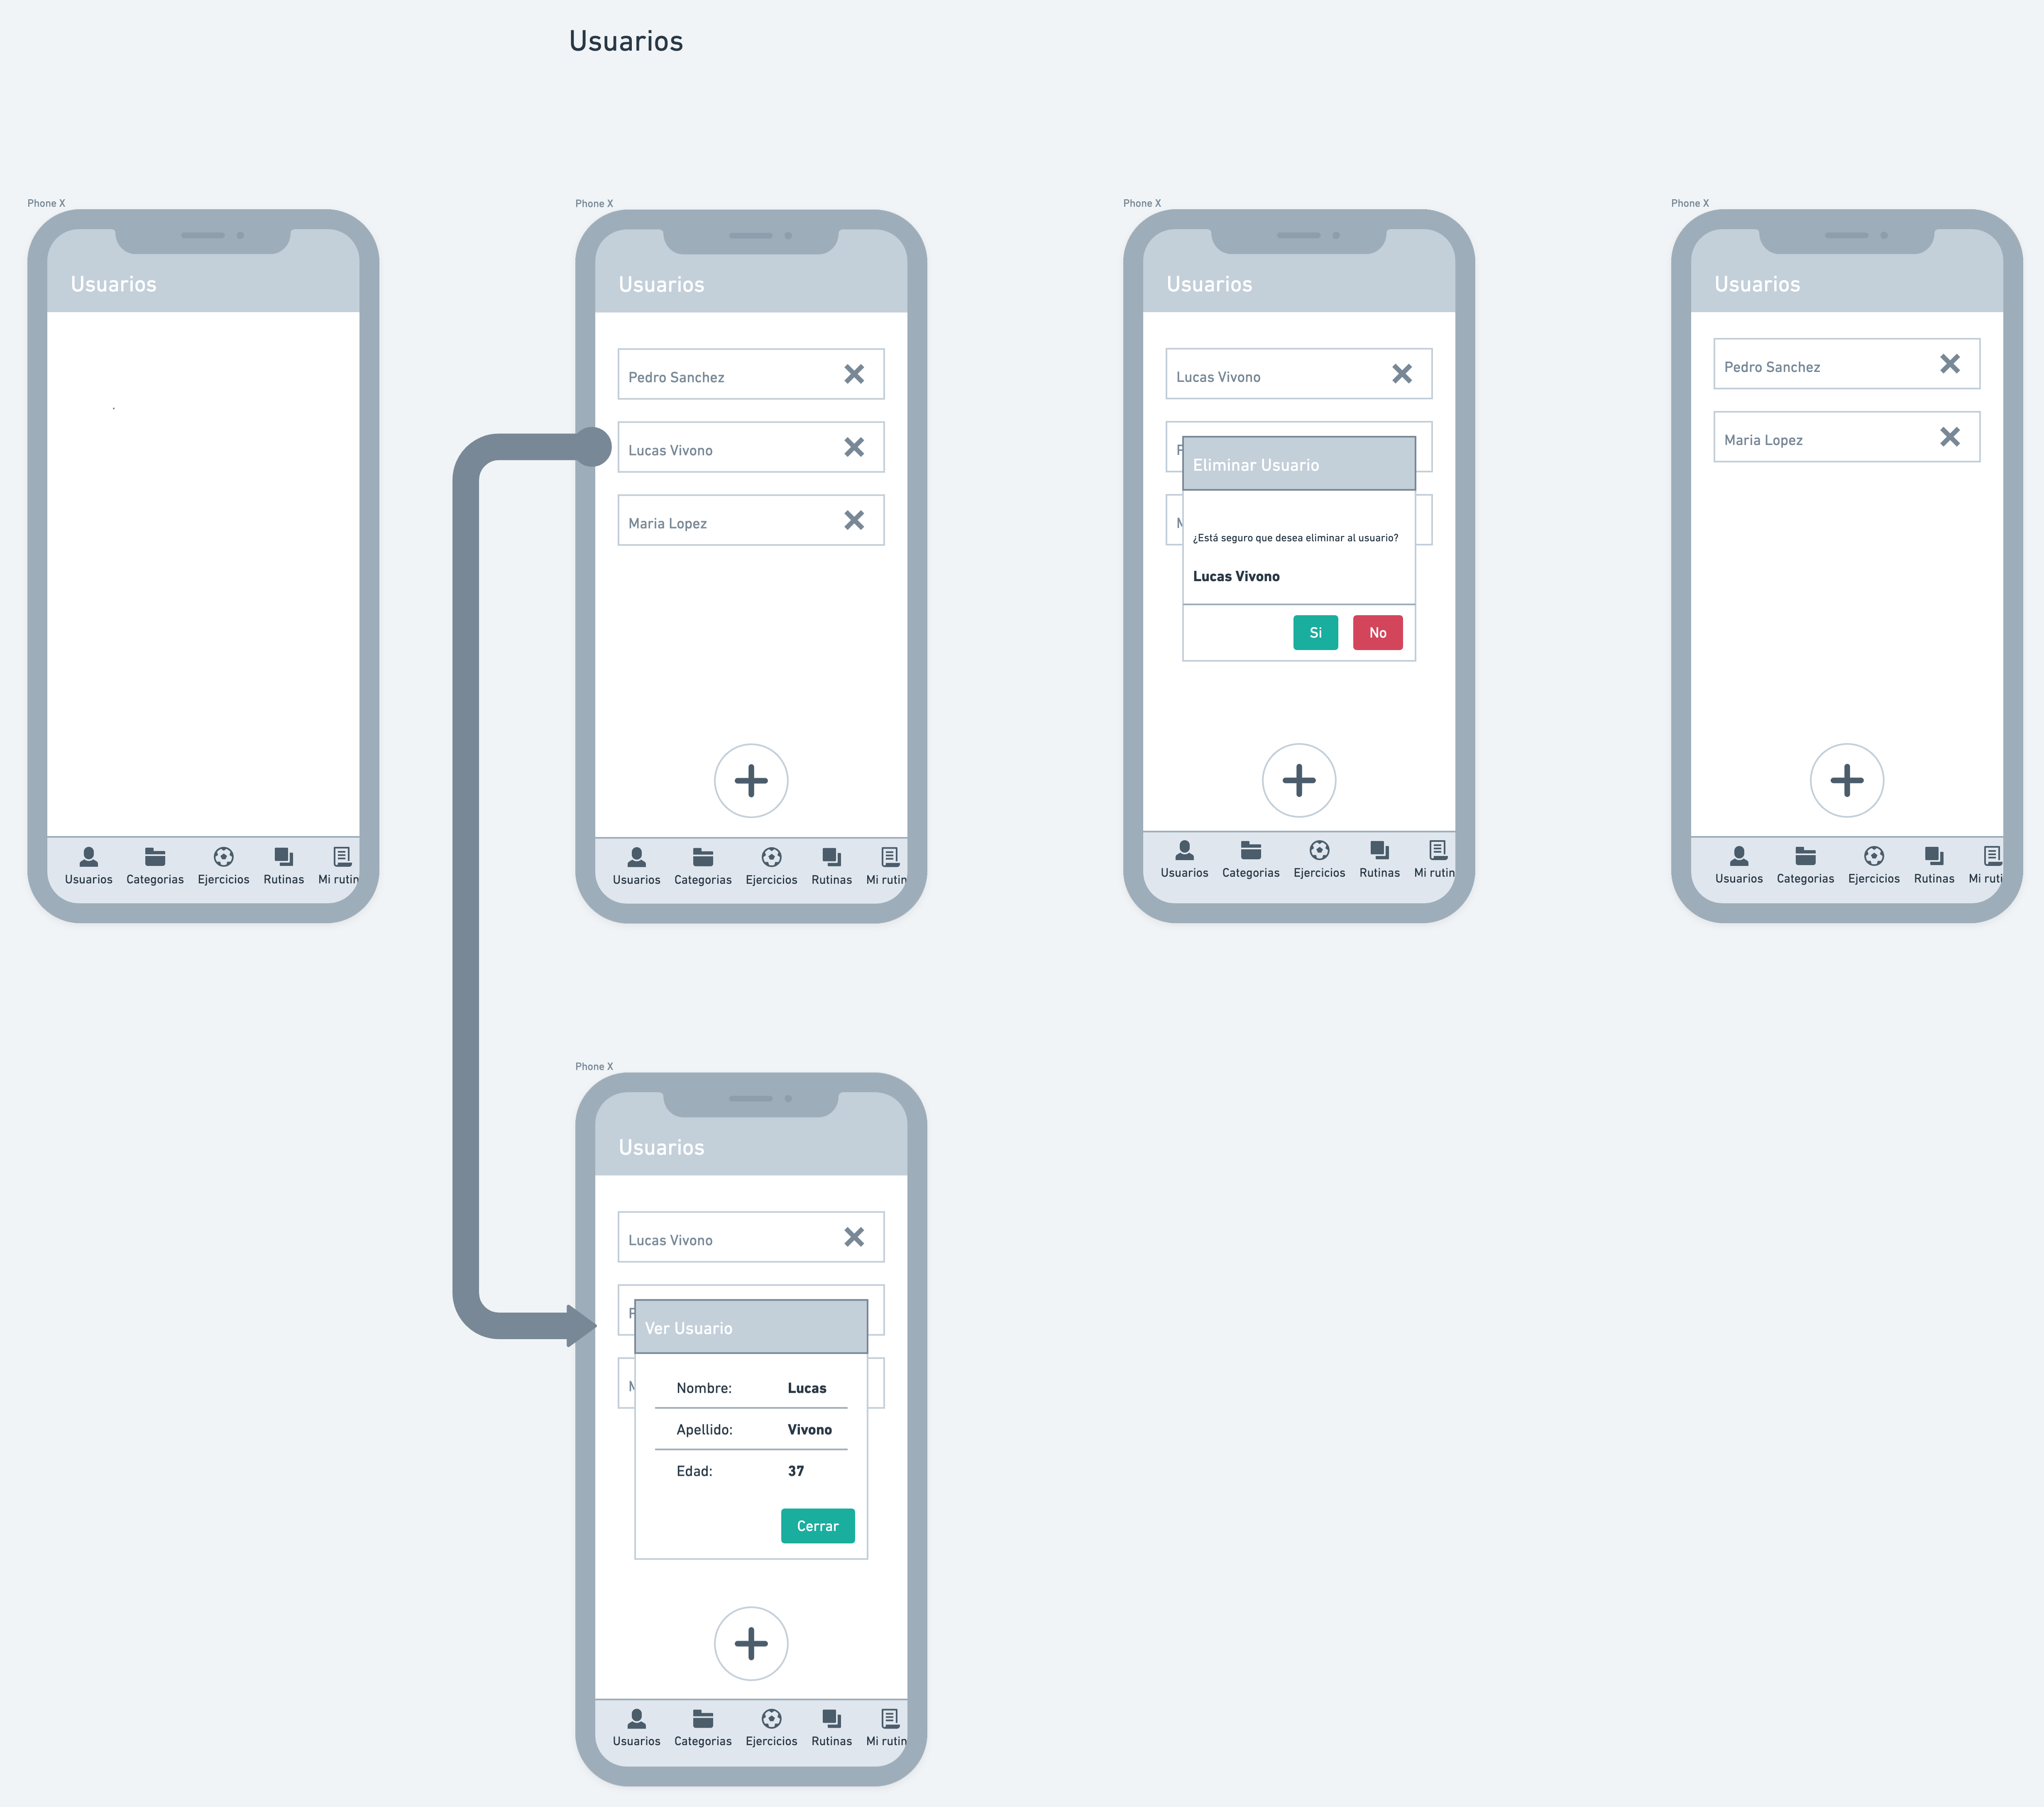 Usuarios
Phone X
Usuarios
Usuarios
Categorias
Ejercicios
Rutinas
Mi rutin
Phone X
Usuarios
Pedro Sanchez
Lucas Vivono
Maria Lopez
Usuarios
Categorias
Ejercicios
Rutinas
Mi rutin
Phone X
Usuarios
Lucas Vivono
Eliminar Usuario
¿Está seguro que desea eliminar al usuario?
Lucas Vivono
Si
No
Usuarios
Categorias
Ejercicios
Rutinas
Mi rutin
Phone X
Usuarios
Pedro Sanchez
Maria Lopez
Usuarios
Categorias
Ejercicios
Rutinas
Mi ruti
Phone X
Usuarios
Lucas Vivono
Ver Usuario
Nombre: Lucas
Apellido: Vivono
Edad: 37
Cerrar
Usuarios
Categorias
Ejercicios
Rutinas
Mi rutin